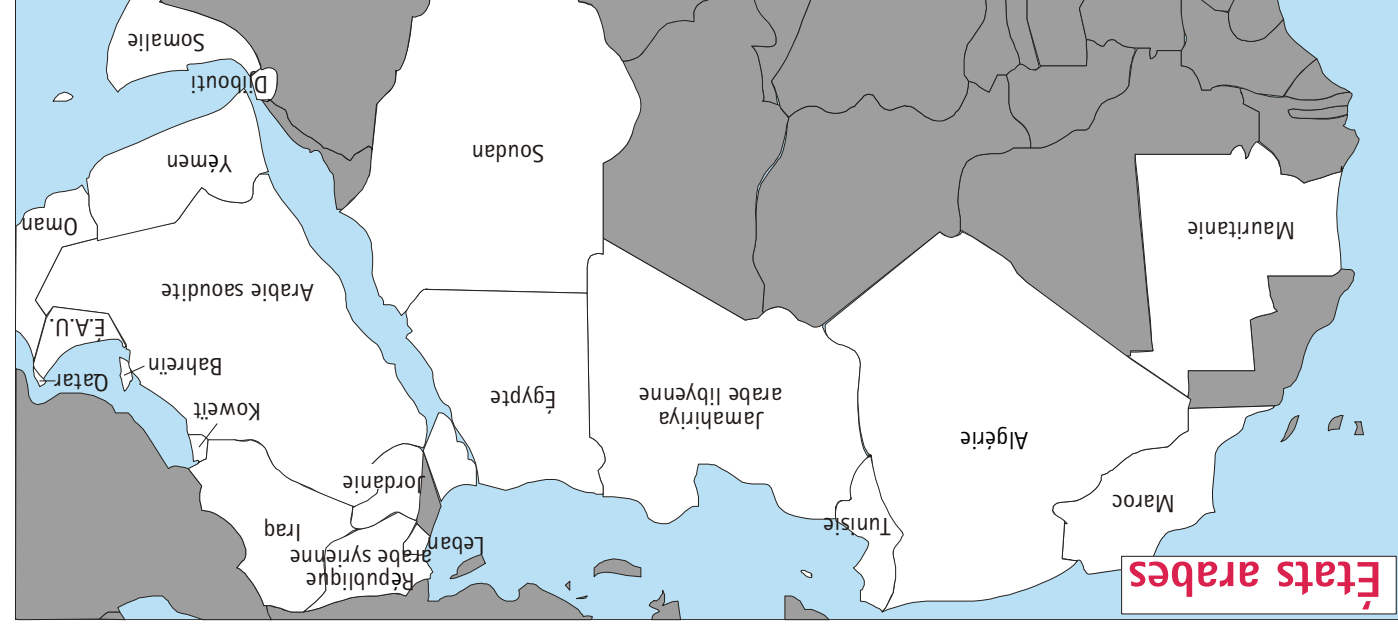 États arabes
Maroc
Tunisie
Algérie
Jamahiriya
arabe libyenne
Égypte
Mauritanie
Soudan
Leban
République
arabe syrienne
Iraq
Jordanie
Koweït
Bahreïn
Qatar
É.A.U.
Arabie saoudite
Oman
Yémen
Djibouti
Somalie